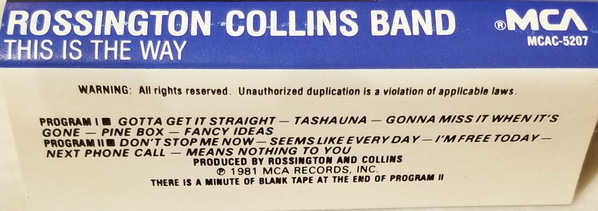 ROSSINGTON COLLINS BAND ®MCA
THIS IS THE WAY MCAC-5207
WARNING: All rights reserved. Unauthorized duplication is a violation of applicable laws.
PROGRAM I ■ GOTTA GET IT STRAIGHT — TASHAUNA — GONNA MISS IT WHEN IT'S
GONE — PINE BOX — FANCY IDEAS
PROGRAM II ■ DON'T STOP ME NOW — SEEMS LIKE EVERY DAY — I'M FREE TODAY —
NEXT PHONE CALL — MEANS NOTHING TO YOU
PRODUCED BY ROSSINGTON AND COLLINS
℗ 1981 MCA RECORDS, INC.
THERE IS A MINUTE OF BLANK TAPE AT THE END OF PROGRAM II